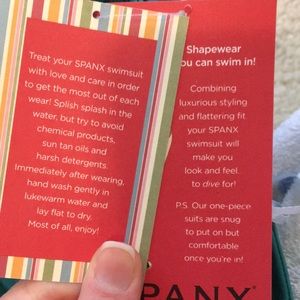 Treat your SPANX swimsuit
with love and care in order
to get the most out of each
wear! Splish splash in the
water, but try to avoid
chemical products,
sun tan oils and
harsh detergents.
Immediately after wearing,
hand wash gently in
lukewarm water and
lay flat to dry.
Most of all, enjoy!
Shapewear
ou can swim in!
Combining
luxurious styling
and flattering fit
your SPANX
swimsuit will
make you
look and feel..
to dive for!
P.S. Our one-piece
suits are snug
to put on but
comfortable
once you're in!
PANX